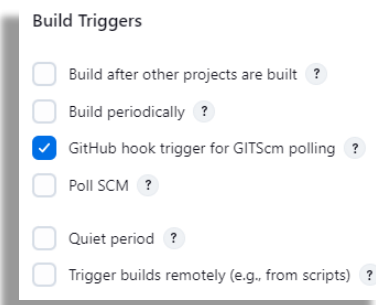 Build Triggers
Build after other projects are built ?
Build periodically ?
GitHub hook trigger for GITScm polling ?
Poll SCM ?
Quiet period ?
Trigger builds remotely (e.g., from scripts) ?